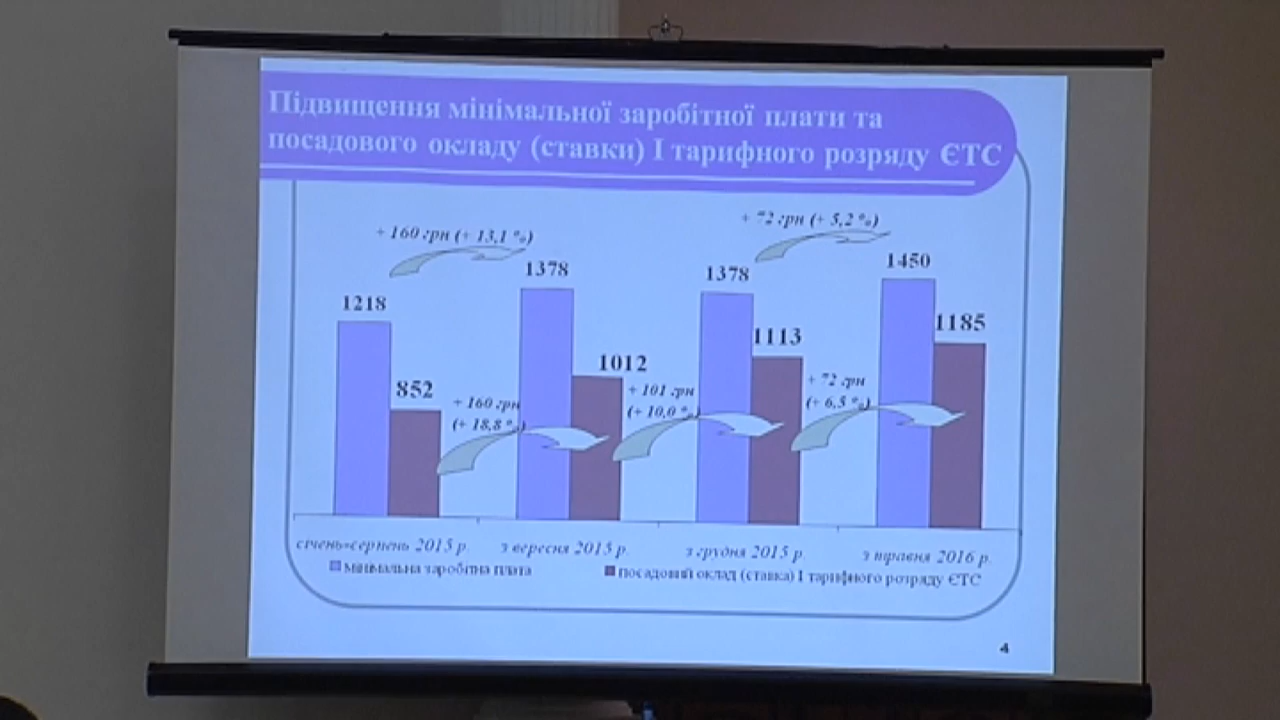 Підвищення мінімальної заробітної плати та
посадового окладу (ставки) І тарифного розряду ЄТС
+ 160 грн (+ 13,1 %)
+ 72 грн (+ 5,2 %)
1218
1378
1378
1450
852
1012
1113
1185
+ 160 грн
(+ 18,8 %)
+ 101 грн
(+ 10,0 %)
+ 72 грн
(+ 6,5 %)
січень-серпень 2015 р.
з вересня 2015 р.
з грудня 2015 р.
з травня 2016 р.
мінімальна заробітна плата
посадовий оклад (ставка) І тарифного розряду ЄТС
4